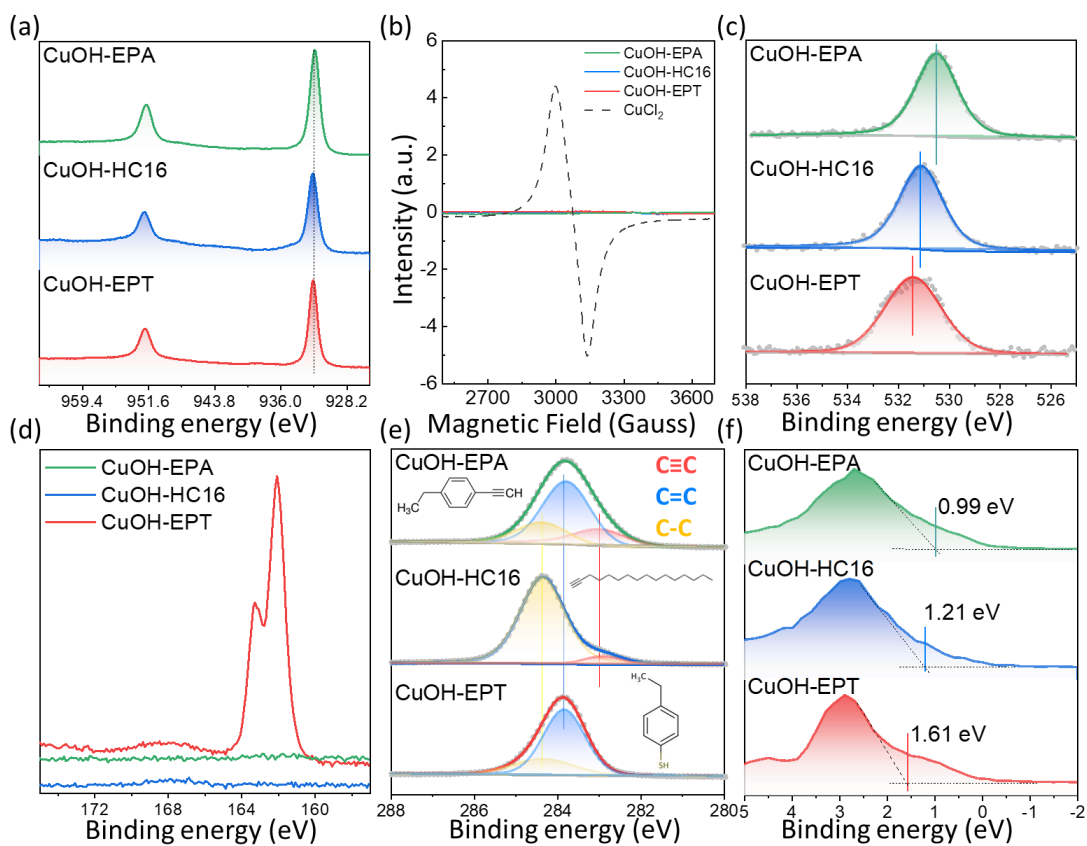 (a)
CuOH-EPA
CuOH-HC16
CuOH-EPT
959.4 951.6 943.8 936.0 928.2
Binding energy (eV)
(b)
CuOH-EPA
CuOH-HC16
CuOH-EPT
CuCl₂
6
4
2
0
-2
-4
-6
Intensity (a.u.)
2700 3000 3300 3600
Magnetic Field (Gauss)
(c)
CuOH-EPA
CuOH-HC16
CuOH-EPT
538 536 534 532 530 528 526
Binding energy (eV)
(d)
CuOH-EPA
CuOH-HC16
CuOH-EPT
172 168 164 160
Binding energy (eV)
(e)
CuOH-EPA
H₃C
CH
C≡C
C=C
C-C
CuOH-HC16
CuOH-EPT
H₃C
SH
288 286 284 282 280
Binding energy (eV)
(f)
CuOH-EPA
0.99 eV
CuOH-HC16
1.21 eV
CuOH-EPT
1.61 eV
5 4 3 2 1 0 -1 -2
Binding energy (eV)